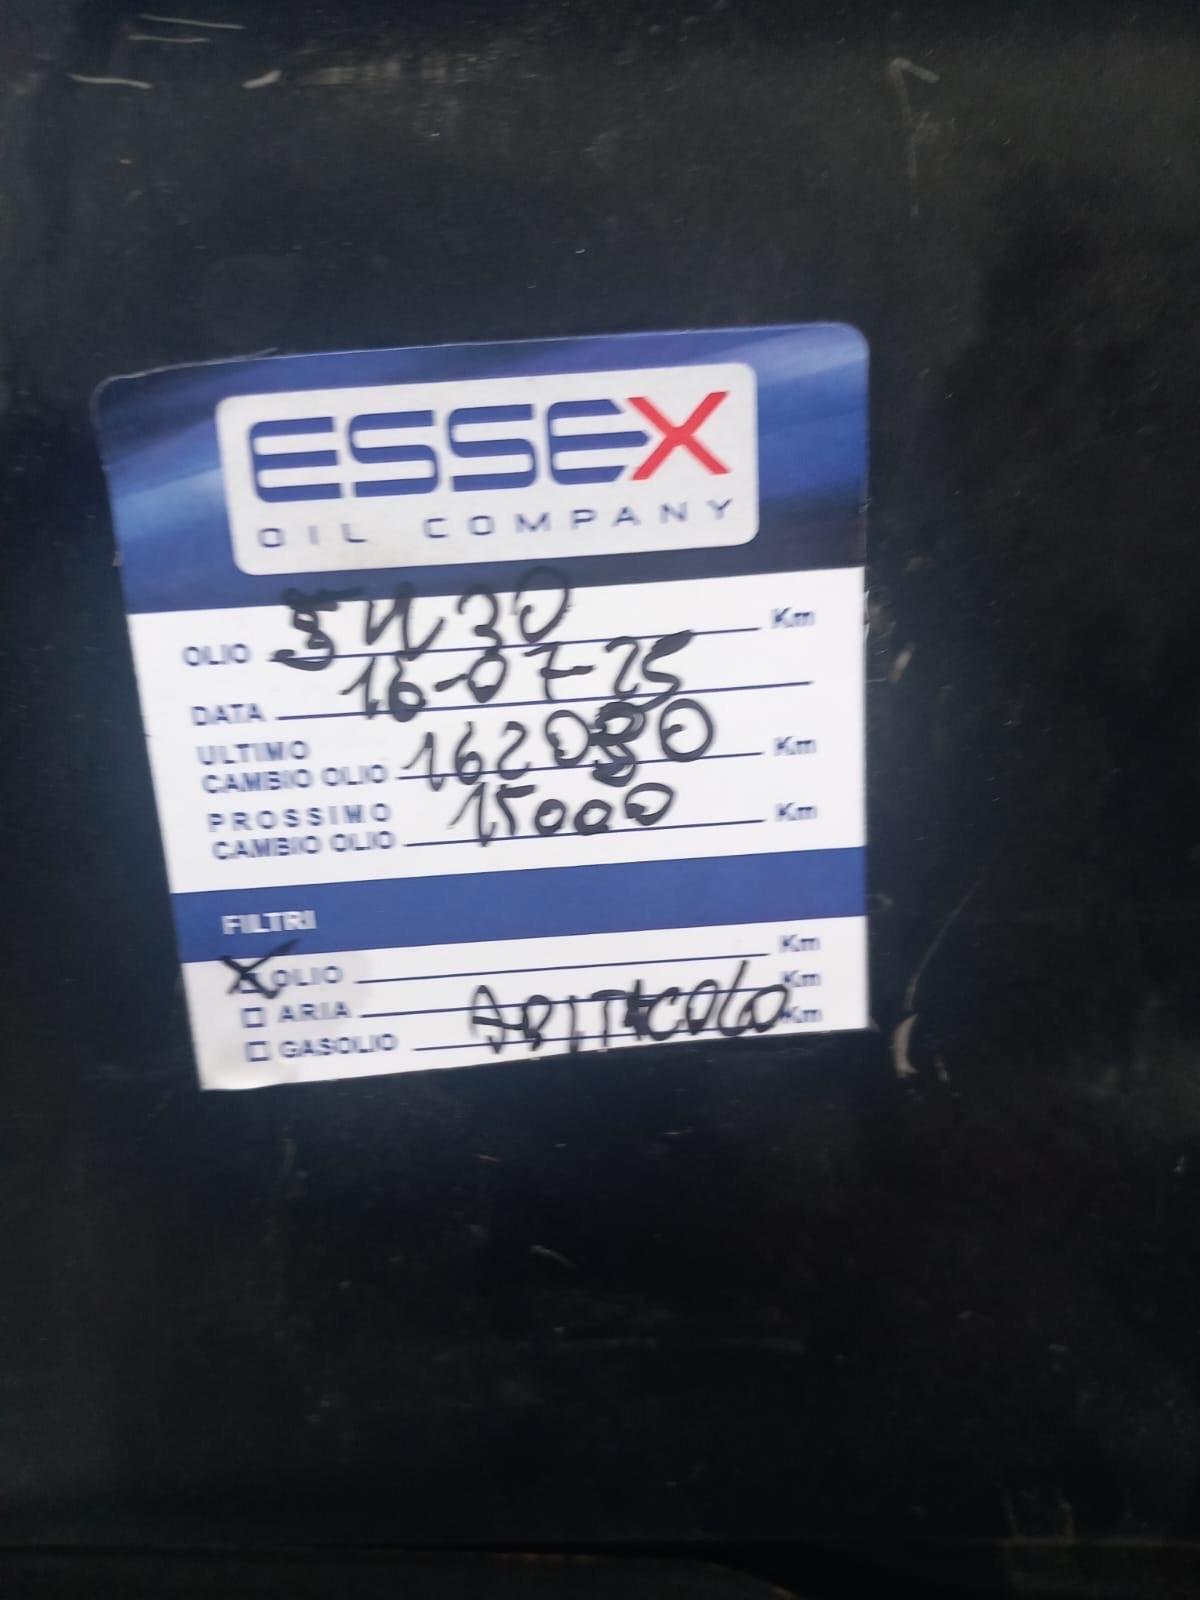 ESSEX
OIL COMPANY
OLIO 5W30 Km
DATA 16-07-25
ULTIMO
CAMBIO OLIO 162080 Km
PROSSIMO
CAMBIO OLIO 15000 Km
FILTRI
X OLIO Km
ARIA Km
GASOLIO ABITACOLO Km